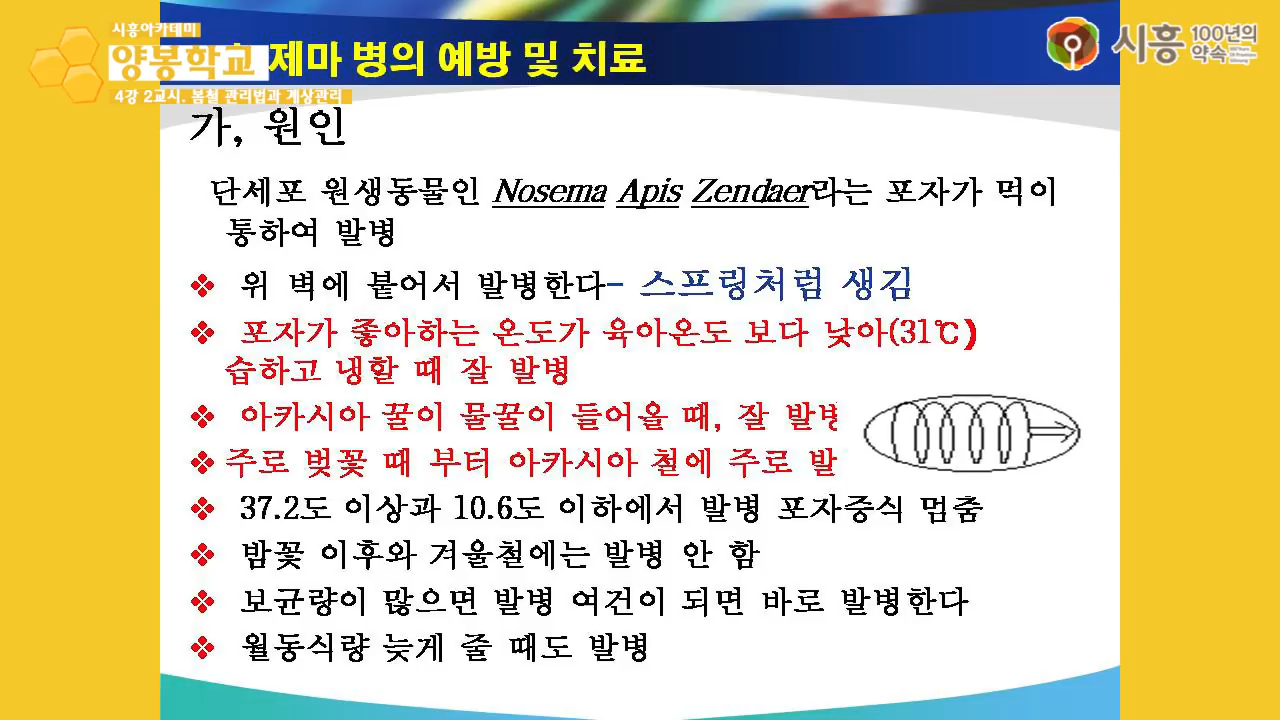 시흥아카데미
양봉학교
제마 병의 예방 및 치료
4강 2교시. 봄철 관리법과 계상관리
시흥 100년의 약속
가, 원인
단세포 원생동물인 Nosema Apis Zendaer라는 포자가 먹이
통하여 발병
❖ 위 벽에 붙어서 발병한다- 스프링처럼 생김
❖ 포자가 좋아하는 온도가 육아온도 보다 낮아(31℃)
습하고 냉할 때 잘 발병
❖ 아카시아 꿀이 물꿀이 들어올 때, 잘 발병
❖ 주로 벚꽃 때 부터 아카시아 철에 주로 발
❖ 37.2도 이상과 10.6도 이하에서 발병 포자증식 멈춤
❖ 밤꽃 이후와 겨울철에는 발병 안 함
❖ 보균량이 많으면 발병 여건이 되면 바로 발병한다
❖ 월동식량 늦게 줄 때도 발병